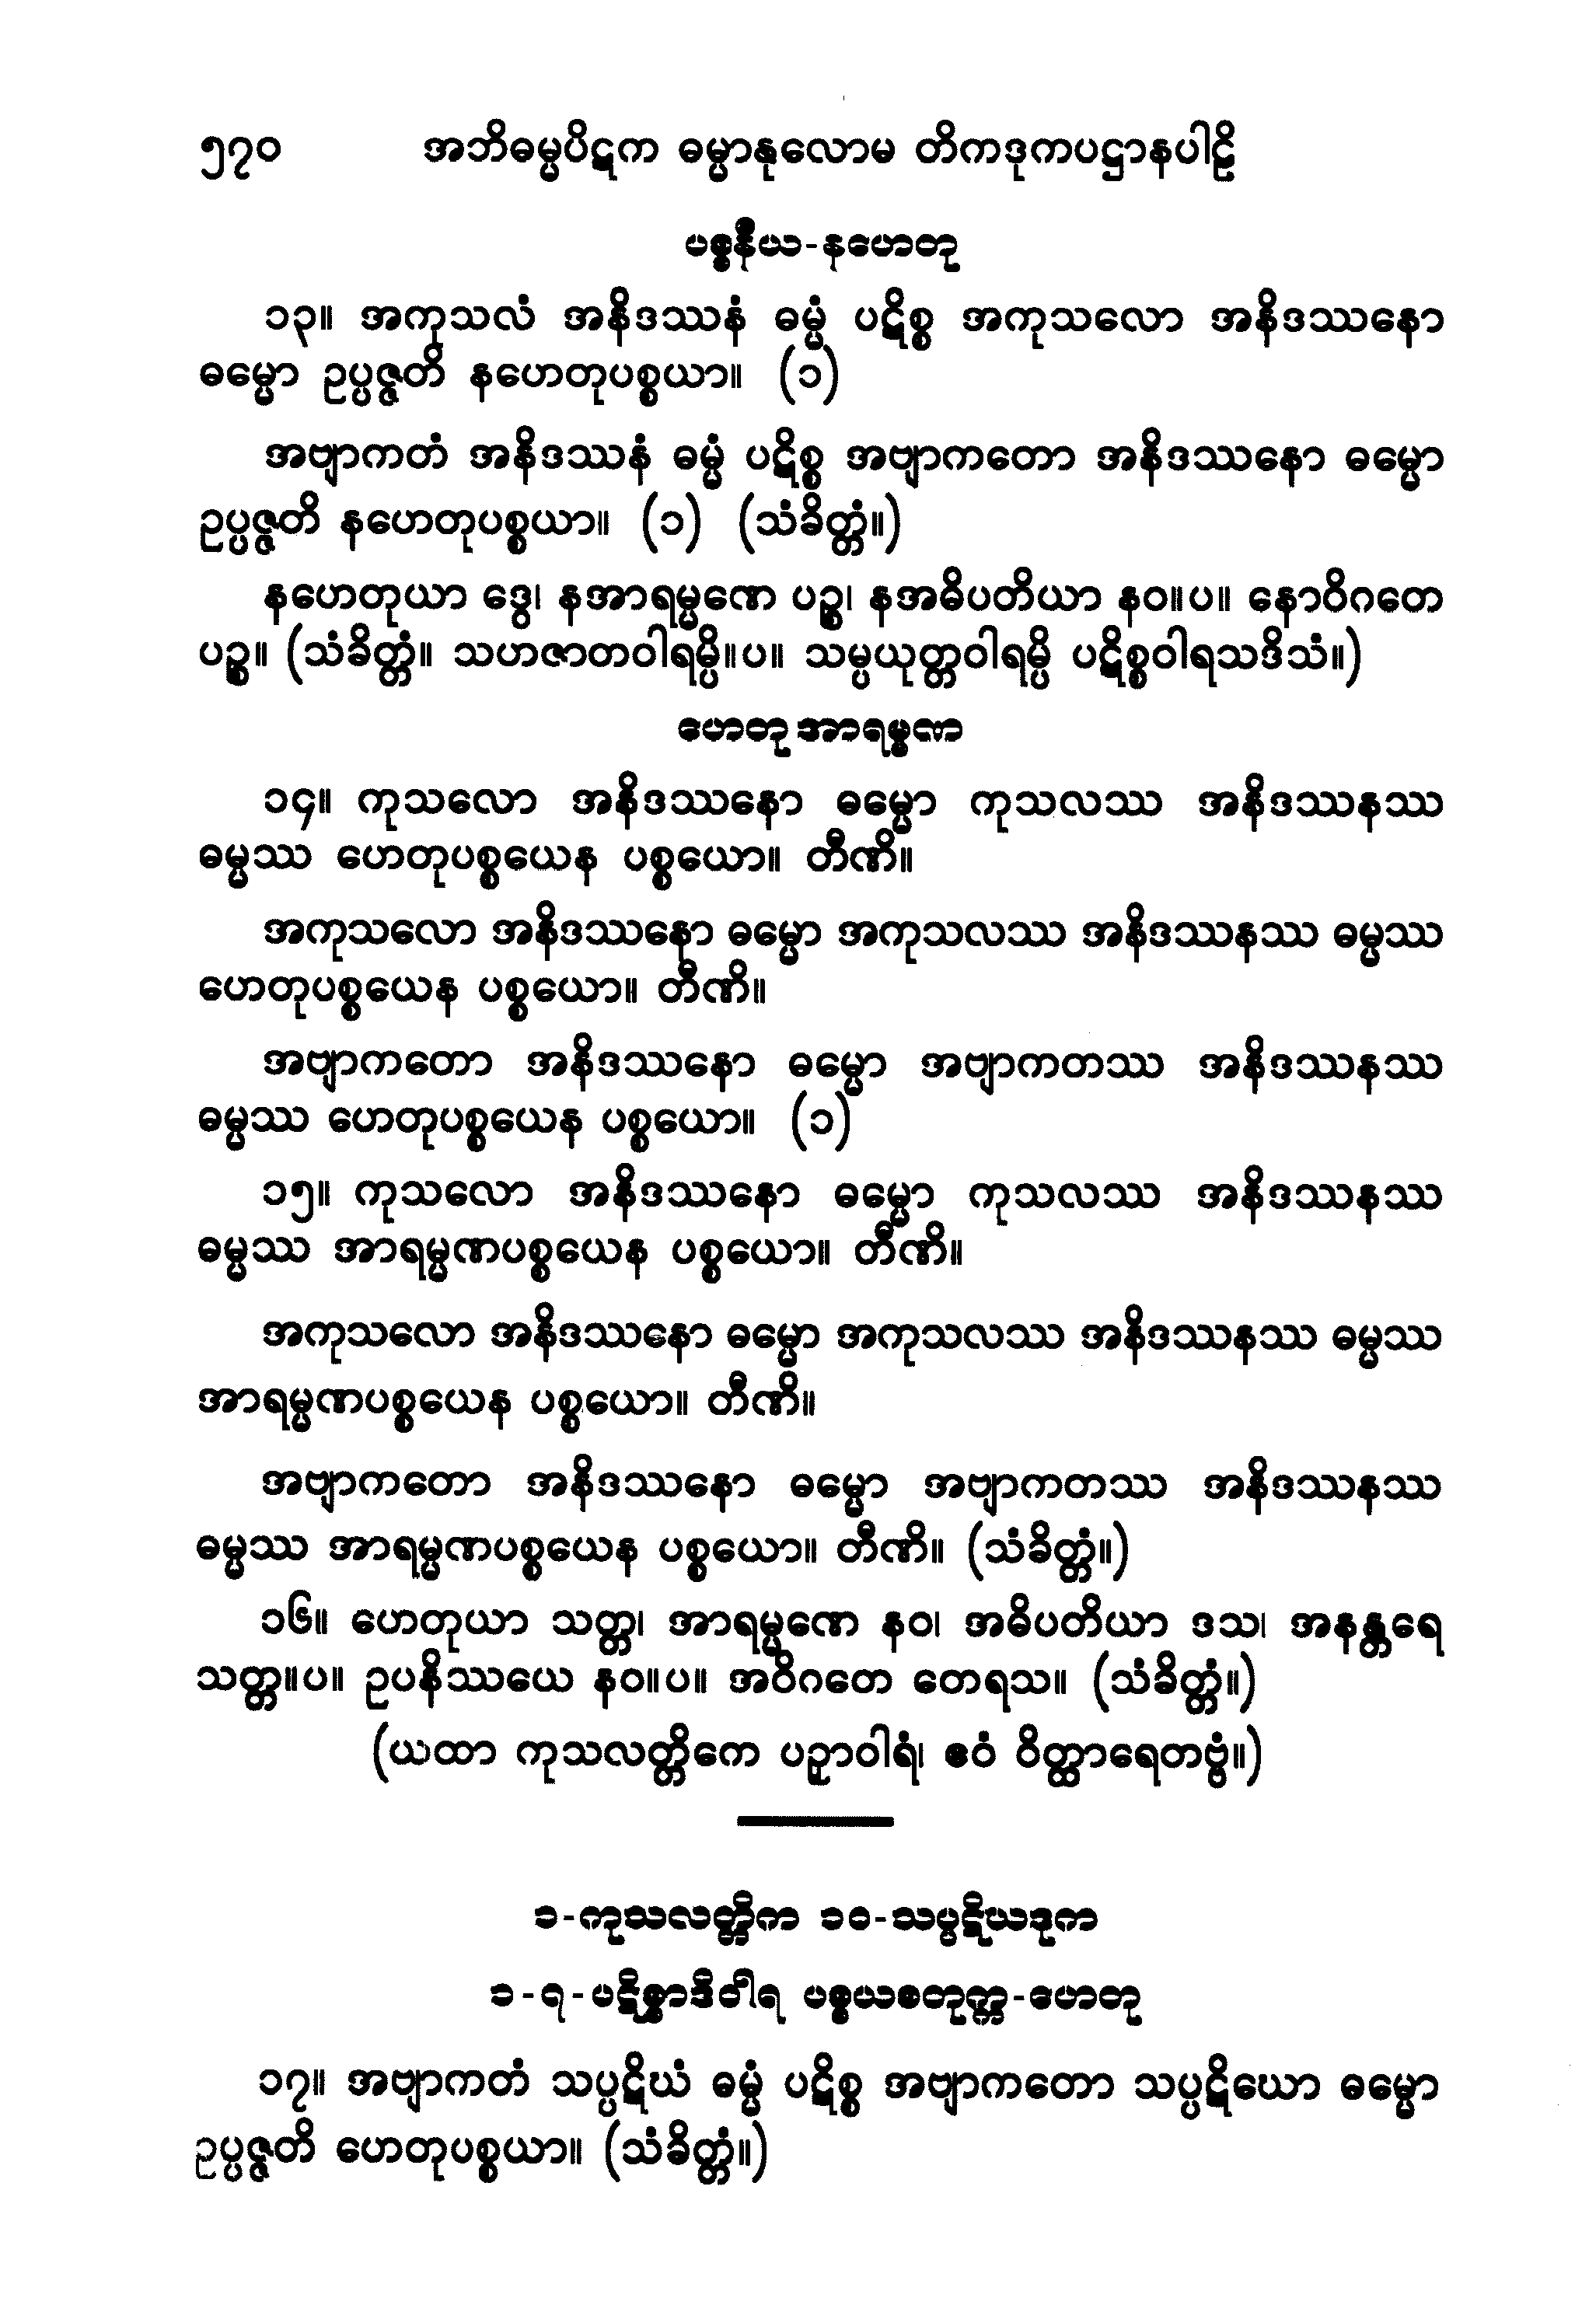 ၅၇၀ အဘိဓမ္မပိဋက ဓမ္မာနုလောမ တိကဒုကပဋ္ဌာနပါဠိ
ပစ္စနီယ-နဟေတု
၁၃။ အကုသလံ အနိဒဿနံ ဓမ္မံ ပဋိစ္စ အကုသလော အနိဒဿနော
ဓမ္မော ဥပ္ပဇ္ဇတိ နဟေတုပစ္စယာ။ (၁)
အဗျာကတံ အနိဒဿနံ ဓမ္မံ ပဋိစ္စ အဗျာကတော အနိဒဿနော ဓမ္မော
ဥပ္ပဇ္ဇတိ နဟေတုပစ္စယာ။ (၁) (သံခိတ္တံ။)
နဟေတုယာ ဒွေ၊ နအာရမ္မဏေ ပဉ္စ၊ နအဓိပတိယာ နဝ။ပ။ နောဝိဂတေ
ပဉ္စ။ (သံခိတ္တံ။ သဟဇာတဝါရမ္ပိ။ပ။ သမ္ပယုတ္တဝါရမ္ပိ ပဋိစ္စဝါရသဒိသံ။)
ဟေတုအာရမ္မဏ
၁၄။ ကုသလော အနိဒဿနော ဓမ္မော ကုသလဿ အနိဒဿနဿ
ဓမ္မဿ ဟေတုပစ္စယေန ပစ္စယော။ တီဏိ။
အကုသလော အနိဒဿနော ဓမ္မော အကုသလဿ အနိဒဿနဿ ဓမ္မဿ
ဟေတုပစ္စယေန ပစ္စယော။ တီဏိ။
အဗျာကတော အနိဒဿနော ဓမ္မော အဗျာကတဿ အနိဒဿနဿ
ဓမ္မဿ ဟေတုပစ္စယေန ပစ္စယော။ (၁)
၁၅။ ကုသလော အနိဒဿနော ဓမ္မော ကုသလဿ အနိဒဿနဿ
ဓမ္မဿ အာရမ္မဏပစ္စယေန ပစ္စယော။ တီဏိ။
အကုသလော အနိဒဿနော ဓမ္မော အကုသလဿ အနိဒဿနဿ ဓမ္မဿ
အာရမ္မဏပစ္စယေန ပစ္စယော။ တီဏိ။
အဗျာကတော အနိဒဿနော ဓမ္မော အဗျာကတဿ အနိဒဿနဿ
ဓမ္မဿ အာရမ္မဏပစ္စယေန ပစ္စယော။ တီဏိ။ (သံခိတ္တံ။)
၁၆။ ဟေတုယာ သတ္တ၊ အာရမ္မဏေ နဝ၊ အဓိပတိယာ ဒသ၊ အနန္တရေ
သတ္တ။ပ။ ဥပနိဿယေ နဝ။ပ။ အဝိဂတေ တေရသ။ (သံခိတ္တံ။)
(ယထာ ကုသလတ္တိကေ ပဉှာဝါရံ၊ ဧဝံ ဝိတ္ထာရေတဗ္ဗံ။)
၁-ကုသလတ္တိက ၁၀-သပ္ပဋိဃဒုက
၁-၇-ပဋိစ္စာဒိဝါရ ပစ္စယစတုက္က-ဟေတု
၁၇။ အဗျာကတံ သပ္ပဋိဃံ ဓမ္မံ ပဋိစ္စ အဗျာကတော သပ္ပဋိဃော ဓမ္မော
ဥပ္ပဇ္ဇတိ ဟေတုပစ္စယာ။ (သံခိတ္တံ။)